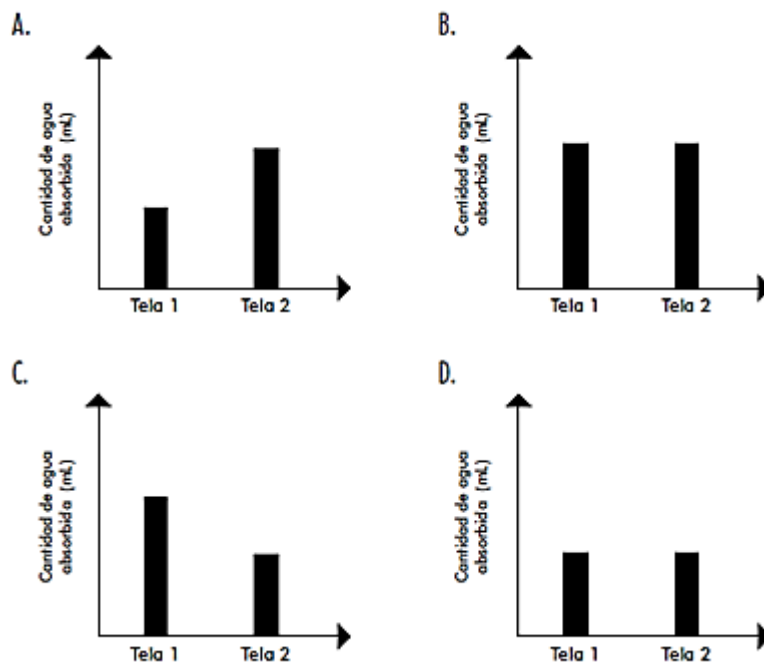 A.
B.
Cantidad de agua
absorbida (mL)
Tela 1
Tela 2
Cantidad de agua
absorbida (mL)
Tela 1
Tela 2
C.
D.
Cantidad de agua
absorbida (mL)
Tela 1
Tela 2
Cantidad de agua
absorbida (mL)
Tela 1
Tela 2